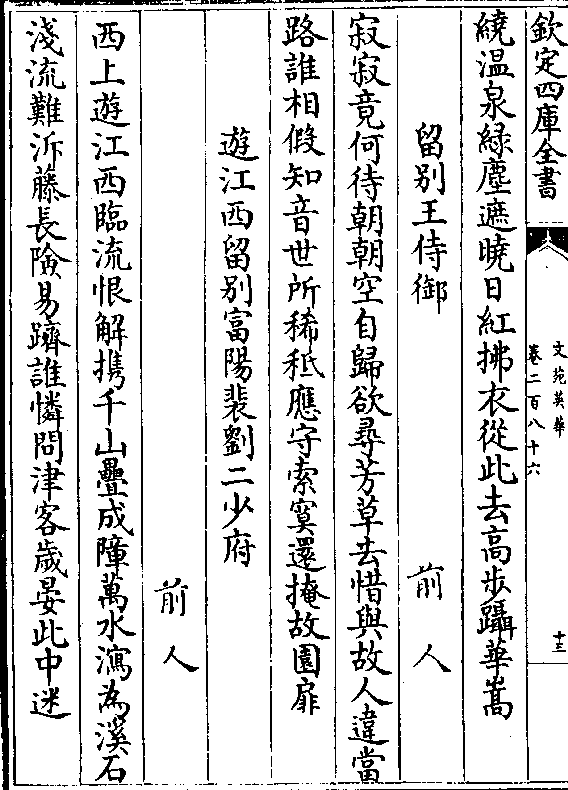 欽定四庫全書
文苑英華
卷二百八十六
十三
繞温泉緑塵遮曉日紅拂衣從此去高步躡華嵩
留别王侍御
前人
寂寂竟何待朝朝空自歸欲尋芳草去惜與故人違當
路誰相假知音世所稀秪應守索寞還掩故園扉
遊江西留别富陽裴劉二少府
前人
西上遊江西臨流恨解携千山疊成障萬水瀉為溪石
淺流難泝藤長險易躋誰憐問津客歲晏此中迷